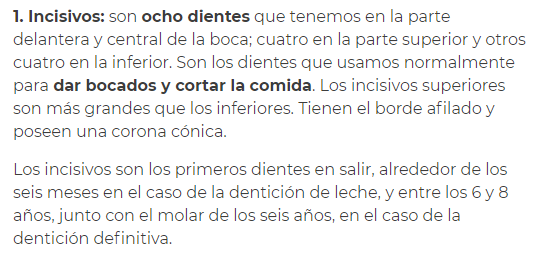 1. Incisivos: son ocho dientes que tenemos en la parte
delantera y central de la boca; cuatro en la parte superior y otros
cuatro en la inferior. Son los dientes que usamos normalmente
para dar bocados y cortar la comida. Los incisivos superiores
son más grandes que los inferiores. Tienen el borde afilado y
poseen una corona cónica.
Los incisivos son los primeros dientes en salir, alrededor de los
seis meses en el caso de la dentición de leche, y entre los 6 y 8
años, junto con el molar de los seis años, en el caso de la
dentición definitiva.